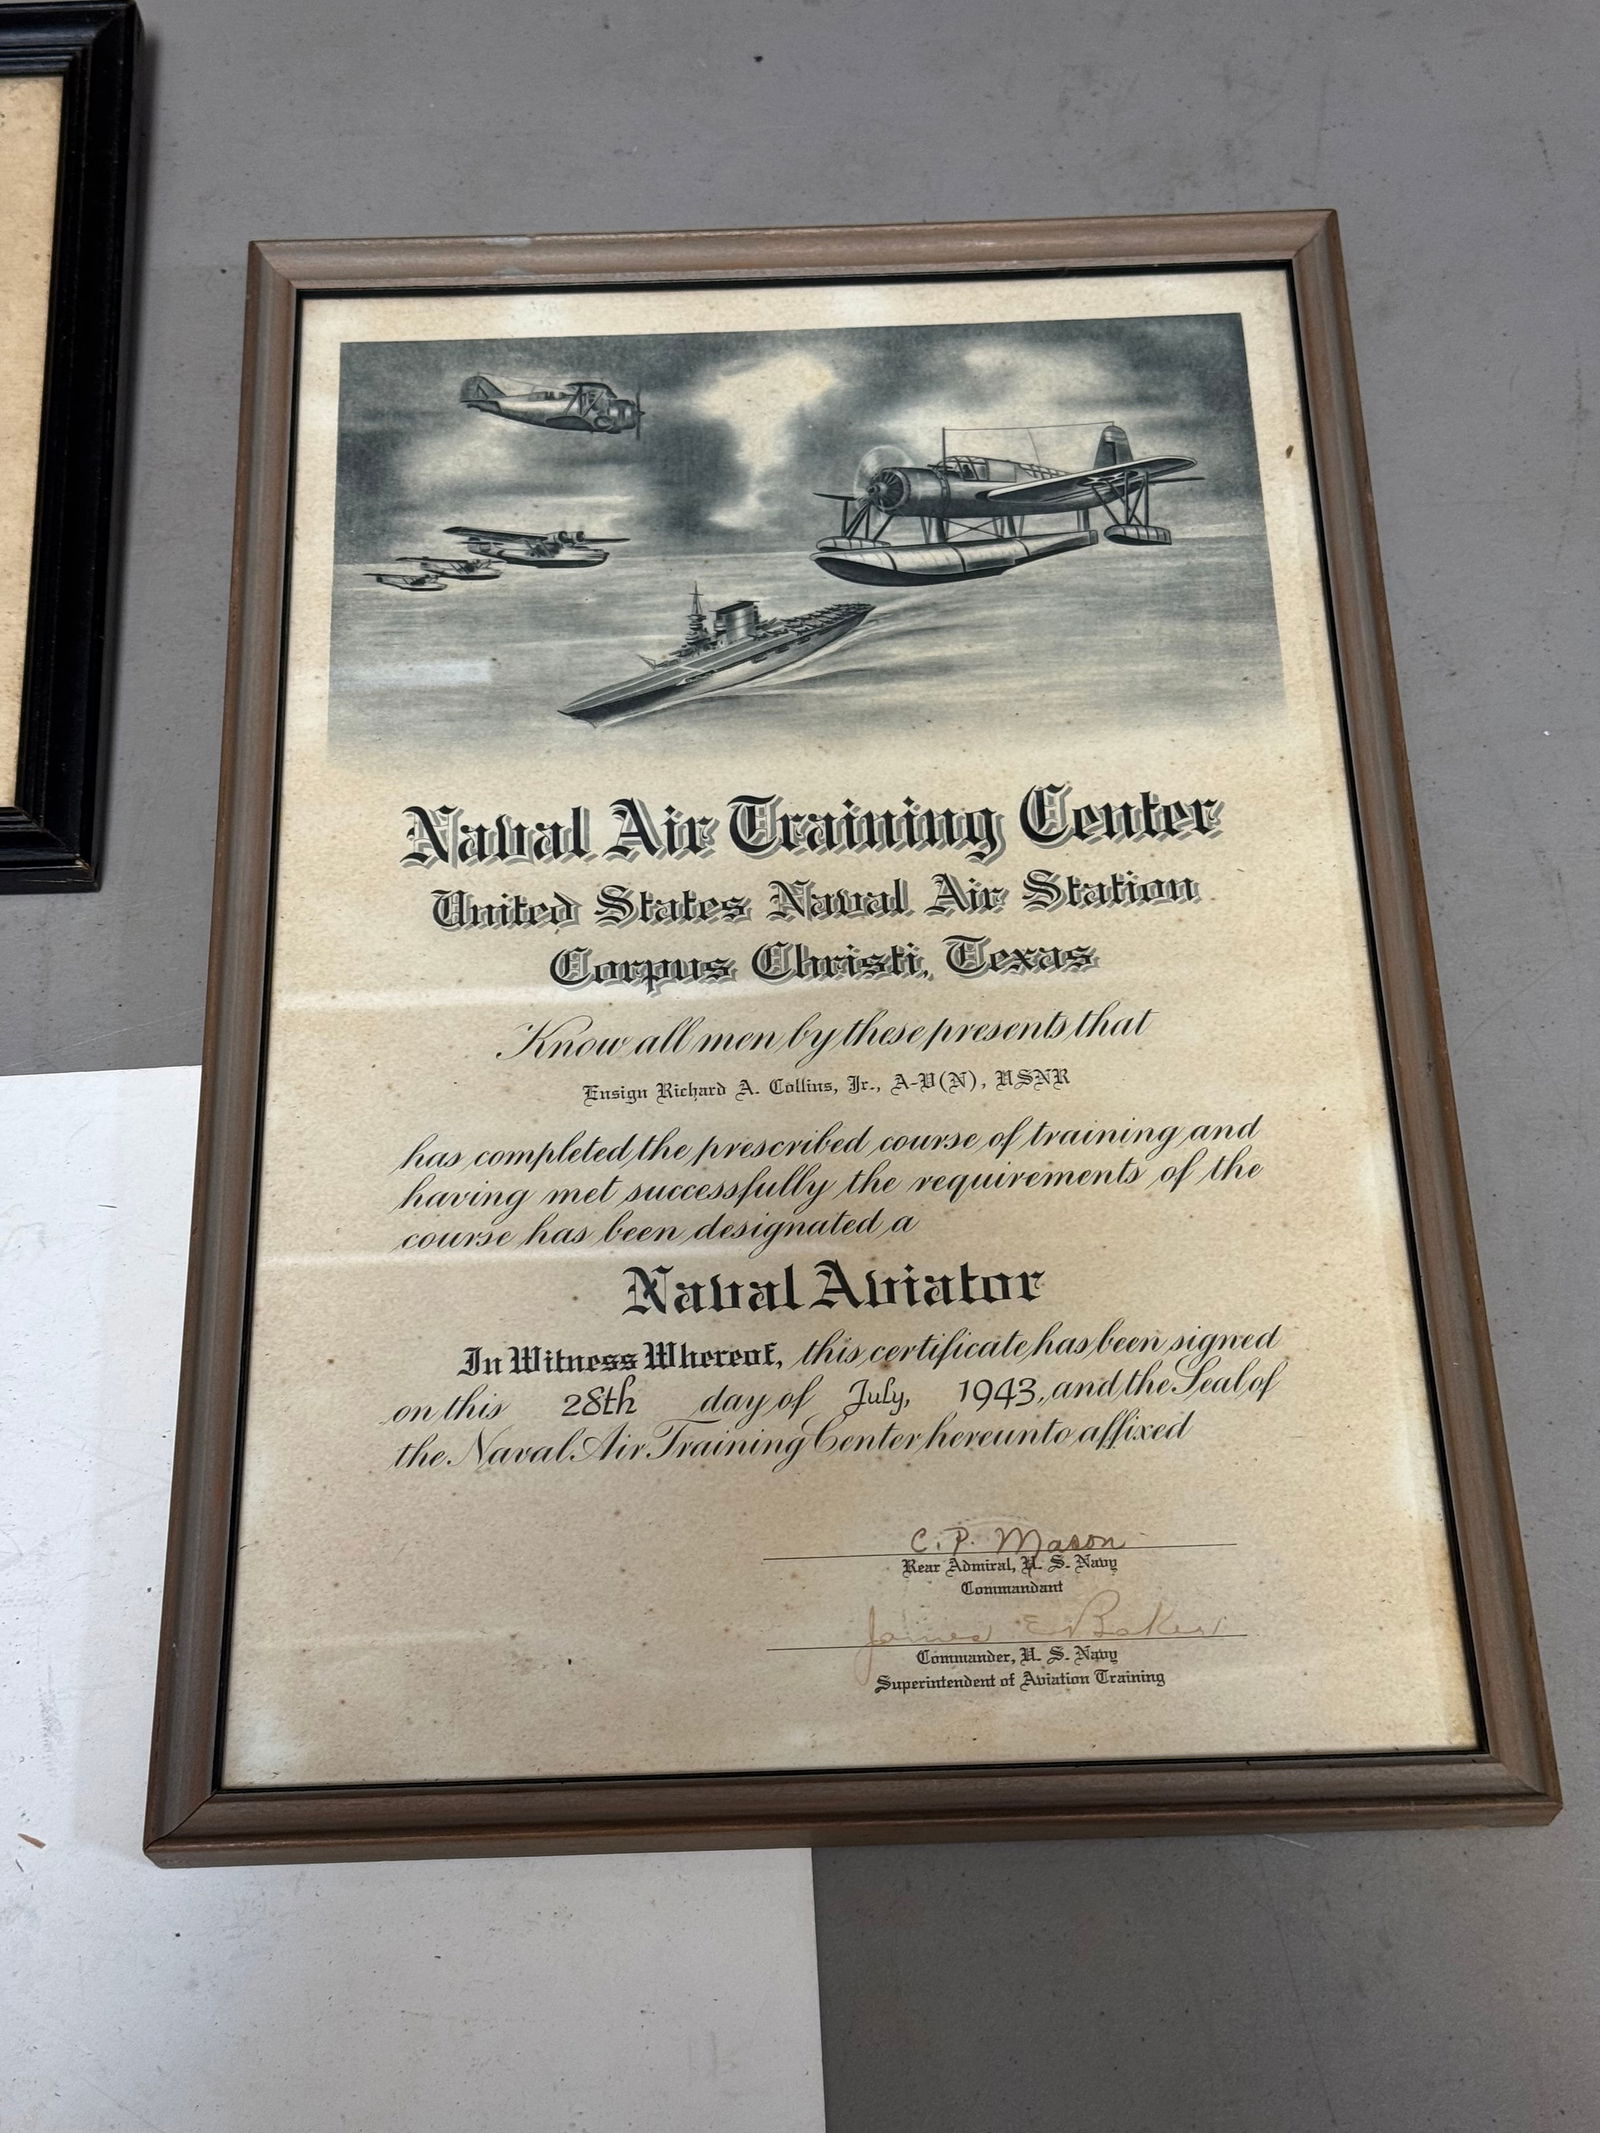 Naval Air Training Center
United States Naval Air Station
Corpus Christi, Texas
Know all men by these presents that
Ensign Richard A. Collins, Jr., A-V(N), USNR
has completed the prescribed course of training and
having met successfully the requirements of the
course has been designated a
Naval Aviator
In Witness Whereof, this certificate has been signed
on this 28th day of July, 1943, and the Seal of
the Naval Air Training Center hereunto affixed
C. P. Mason
Rear Admiral, U. S. Navy
Commandant
James E Baker
Commander, U. S. Navy
Superintendent of Aviation Training